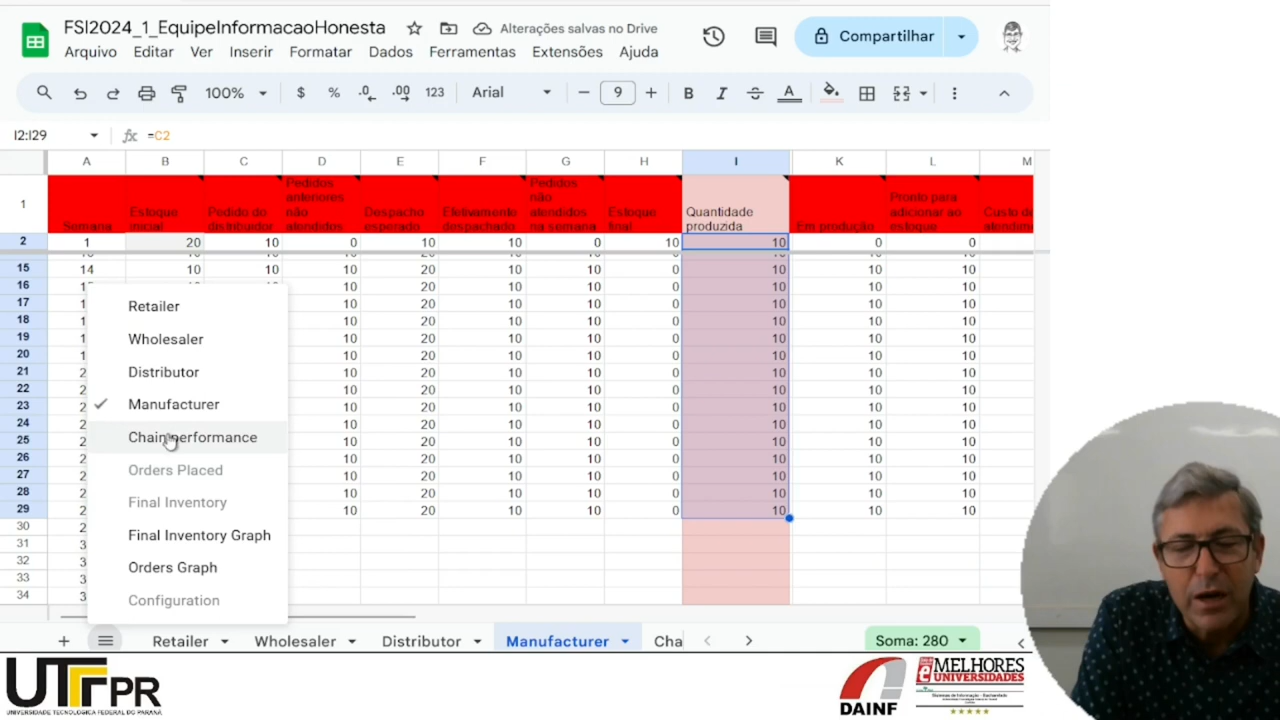 FSI2024_1_EquipeInformacaoHonesta
Alterações salvas no Drive
Arquivo Editar Ver Inserir Formatar Dados Ferramentas Extensões Ajuda
Compartilhar
100% $ % .0 .00 123 Arial 9 B I S A
I2:I29 fx =C2
A B C D E F G H I K L M
1 Semana Estoque inicial Pedido do distribuidor Pedidos anteriores não atendidos Despacho esperado Efetivamente despachado Pedidos não atendidos na semana Estoque final Quantidade produzida Em produção Pronto para adicionar ao estoque Custo de
2 1 20 10 0 10 10 0 10 10 0 0
15 14 10 10 10 20 10 10 0 10 10 10
16 10 20 10 10 0 10 10 10
17 10 20 10 10 0 10 10 10
18 10 20 10 10 0 10 10 10
19 10 20 10 10 0 10 10 10
20 10 20 10 10 0 10 10 10
21 10 20 10 10 0 10 10 10
22 10 20 10 10 0 10 10 10
23 10 20 10 10 0 10 10 10
24 10 20 10 10 0 10 10 10
25 10 20 10 10 0 10 10 10
26 10 20 10 10 0 10 10 10
27 10 20 10 10 0 10 10 10
28 10 20 10 10 0 10 10 10
29 10 20 10 10 0 10 10 10
30
31
32
33
34
Retailer
Wholesaler
Distributor
Manufacturer
Chain performance
Orders Placed
Final Inventory
Final Inventory Graph
Orders Graph
Configuration
Retailer Wholesaler Distributor Manufacturer Cha Soma: 280
UTFPR
UNIVERSIDADE TECNOLÓGICA FEDERAL DO PARANÁ
DAINF
MELHORES
UNIVERSIDADES
Sistemas de Informação - Bacharelado